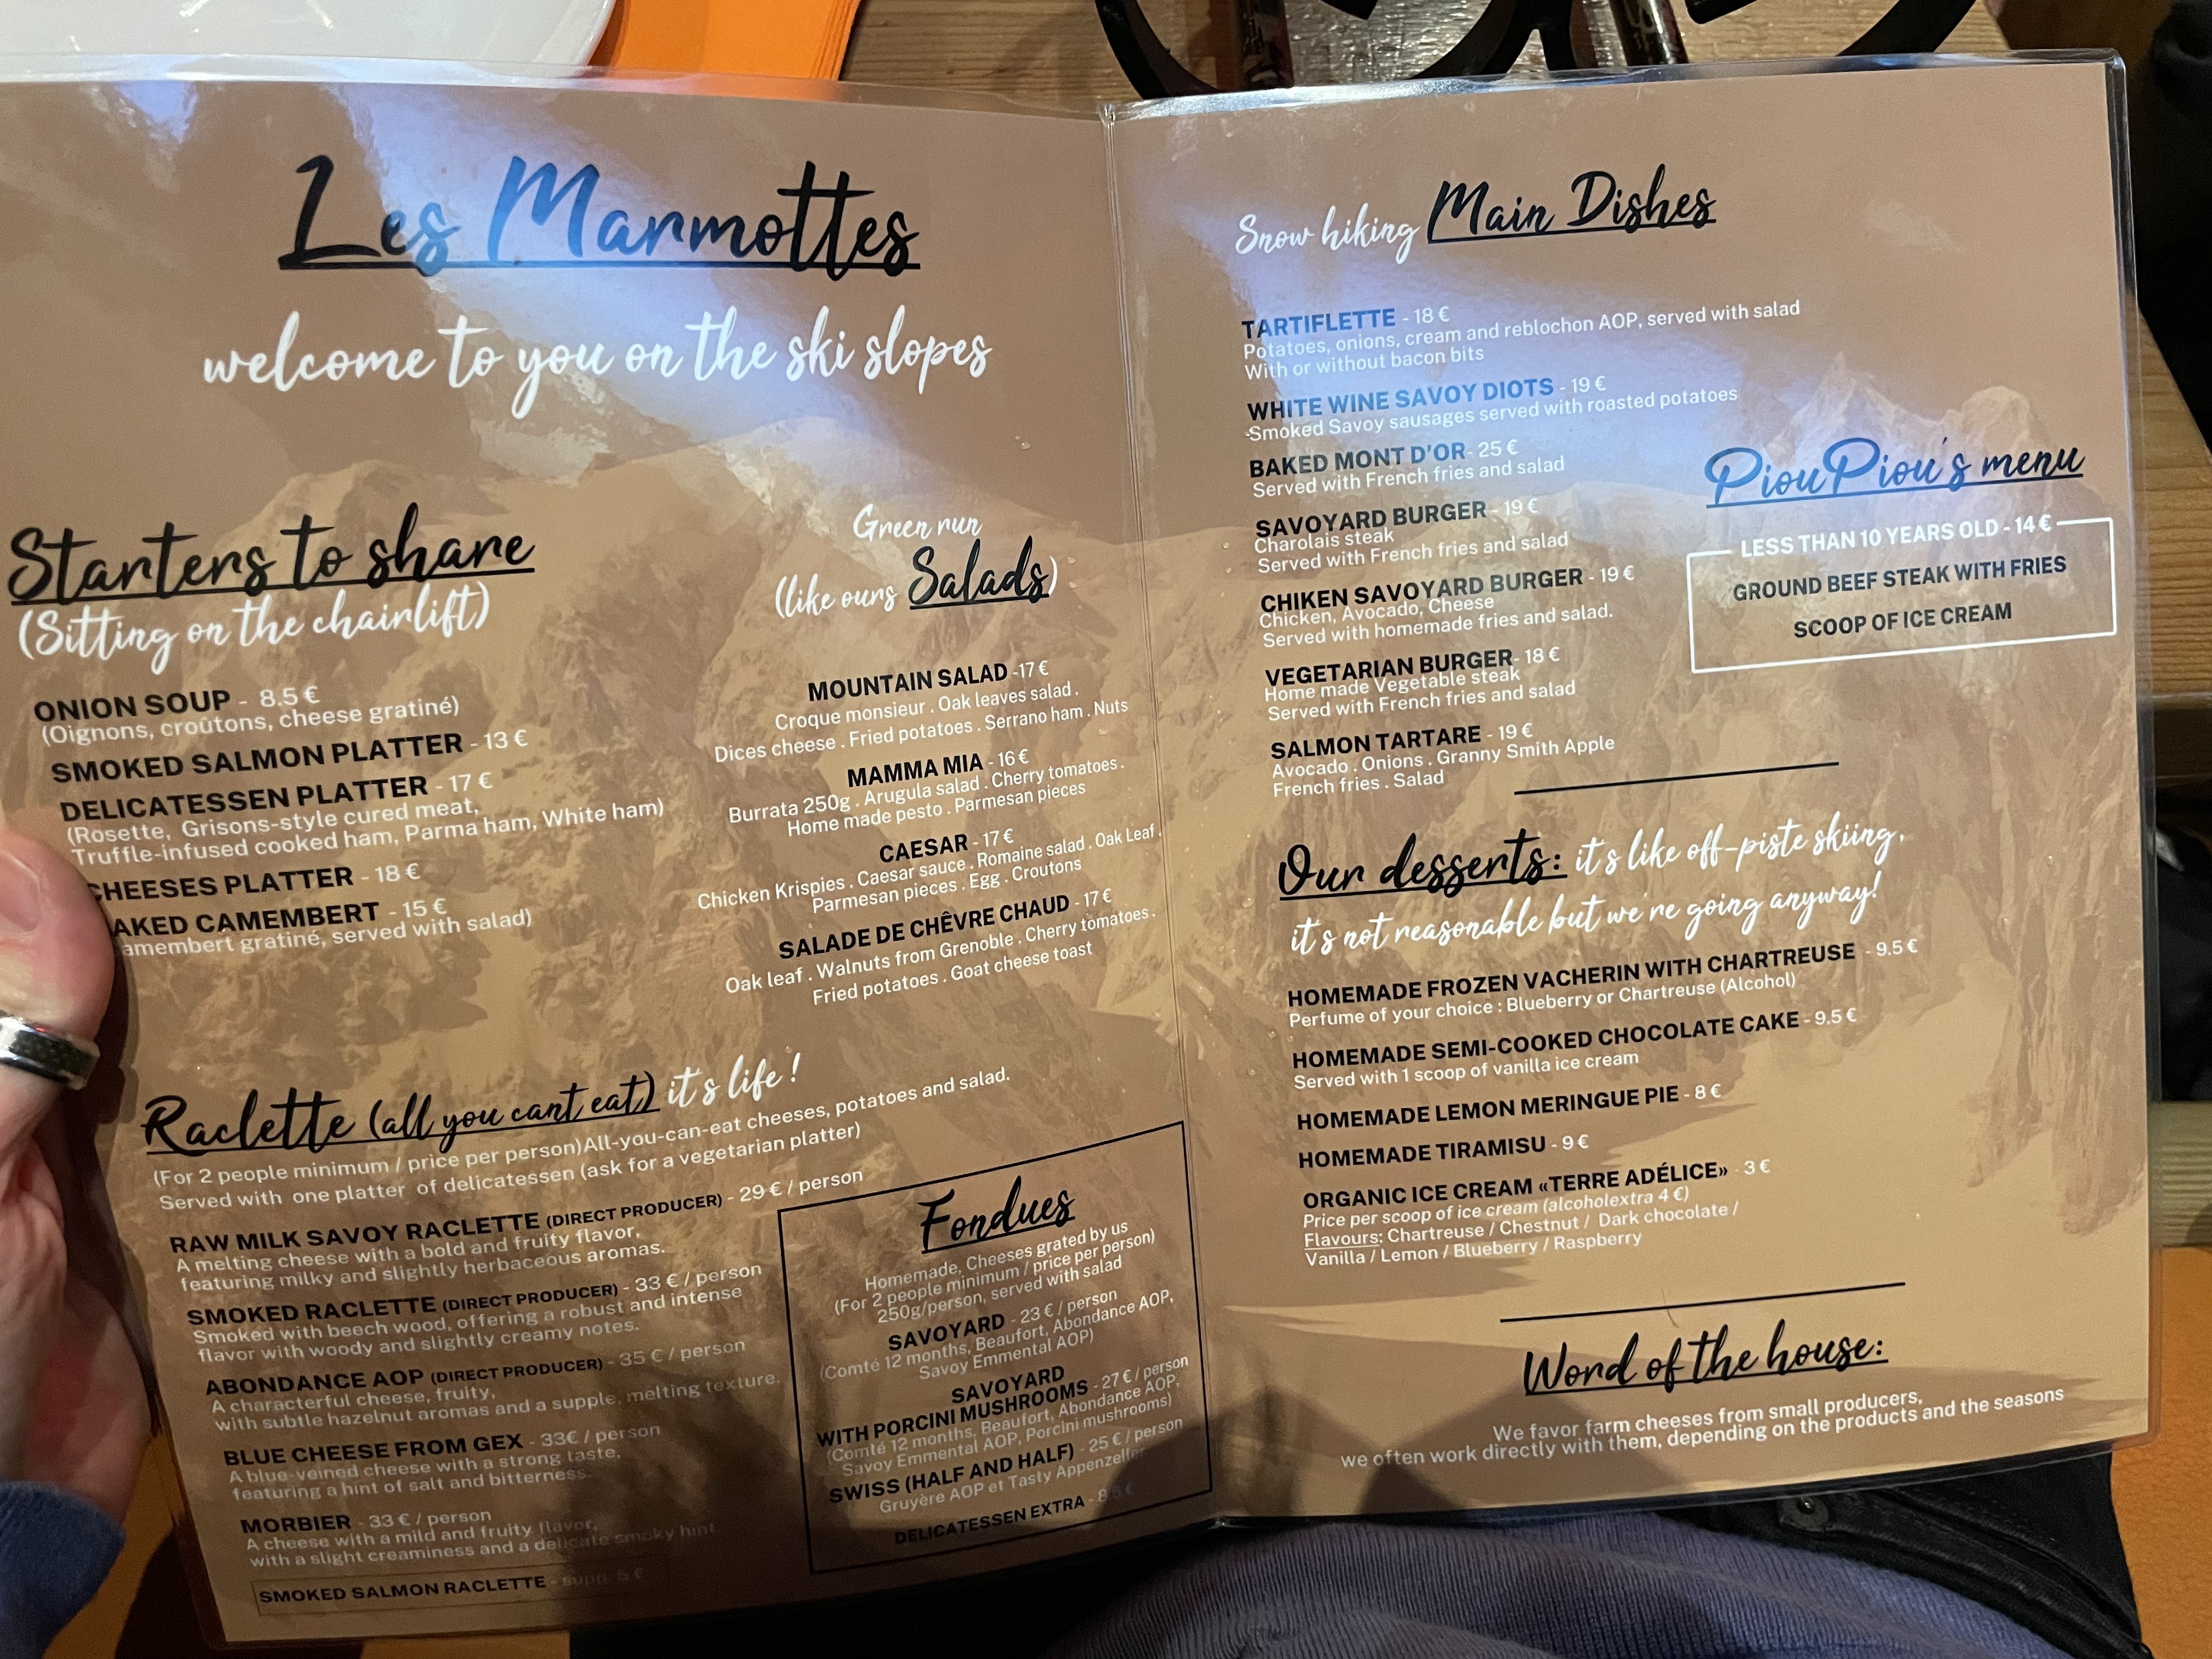 Les Marmottes
welcome to you on the ski slopes
Starters to share
(Sitting on the chairlift)
ONION SOUP - 8.5 €
(Oignons, croûtons, cheese gratiné)
SMOKED SALMON PLATTER - 13 €
DELICATESSEN PLATTER - 17 €
(Rosette, Grisons-style cured meat,
Truffle-infused cooked ham, Parma ham, White ham)
CHEESES PLATTER - 18 €
AKED CAMEMBERT - 15 €
amembert gratiné, served with salad)
Green run
(like ours Salads)
MOUNTAIN SALAD -17 €
Croque monsieur . Oak leaves salad .
Dices cheese . Fried potatoes . Serrano ham . Nuts
MAMMA MIA - 16 €
Burrata 250g . Arugula salad . Cherry tomatoes .
Home made pesto . Parmesan pieces
CAESAR - 17 €
Chicken Krispies . Caesar sauce . Romaine salad . Oak Leaf .
Parmesan pieces . Egg . Croutons
SALADE DE CHÊVRE CHAUD - 17 €
Oak leaf . Walnuts from Grenoble . Cherry tomatoes .
Fried potatoes . Goat cheese toast
Raclette (all you cant eat) it's life !
(For 2 people minimum / price per person)All-you-can-eat cheeses, potatoes and salad.
Served with one platter of delicatessen (ask for a vegetarian platter)
RAW MILK SAVOY RACLETTE (DIRECT PRODUCER) - 29 € / person
A melting cheese with a bold and fruity flavor,
featuring milky and slightly herbaceous aromas.
SMOKED RACLETTE (DIRECT PRODUCER) - 33 € / person
Smoked with beech wood, offering a robust and intense
flavor with woody and slightly creamy notes.
ABONDANCE AOP (DIRECT PRODUCER) - 35 € / person
A characterful cheese, fruity,
with subtle hazelnut aromas and a supple, melting texture.
BLUE CHEESE FROM GEX - 33€ / person
A blue-veined cheese with a strong taste,
featuring a hint of salt and bitterness.
MORBIER - 33 € / person
A cheese with a mild and fruity flavor,
with a slight creaminess and a delicate smoky hint
SMOKED SALMON RACLETTE - supp. 5 €
Fondues
Homemade, Cheeses grated by us
(For 2 people minimum / price per person)
250g/person, served with salad
SAVOYARD - 23 € / person
(Comté 12 months, Beaufort, Abondance AOP,
Savoy Emmental AOP)
SAVOYARD
WITH PORCINI MUSHROOMS - 27 € / person
(Comté 12 months, Beaufort, Abondance AOP,
Savoy Emmental AOP, Porcini mushrooms)
SWISS (HALF AND HALF) - 25 € / person
Gruyère AOP et Tasty Appenzeller
DELICATESSEN EXTRA -
Snow hiking Main Dishes
TARTIFLETTE - 18 €
Potatoes, onions, cream and reblochon AOP, served with salad
With or without bacon bits
WHITE WINE SAVOY DIOTS - 19 €
-Smoked Savoy sausages served with roasted potatoes
BAKED MONT D'OR- 25 €
Served with French fries and salad
SAVOYARD BURGER - 19 €
Charolais steak
Served with French fries and salad
CHIKEN SAVOYARD BURGER - 19 €
Chicken, Avocado, Cheese
Served with homemade fries and salad.
VEGETARIAN BURGER- 18 €
Home made Vegetable steak
Served with French fries and salad
SALMON TARTARE - 19 €
Avocado . Onions . Granny Smith Apple
French fries . Salad
PiouPiou's menu
LESS THAN 10 YEARS OLD - 14 €
GROUND BEEF STEAK WITH FRIES
SCOOP OF ICE CREAM
Our desserts: it's like off-piste skiing,
it's not reasonable but we're going anyway!
HOMEMADE FROZEN VACHERIN WITH CHARTREUSE - 9.5 €
Perfume of your choice : Blueberry or Chartreuse (Alcohol)
HOMEMADE SEMI-COOKED CHOCOLATE CAKE - 9.5 €
Served with 1 scoop of vanilla ice cream
HOMEMADE LEMON MERINGUE PIE - 8 €
HOMEMADE TIRAMISU - 9 €
ORGANIC ICE CREAM «TERRE ADÉLICE» - 3 €
Price per scoop of ice cream (alcoholextra 4 €)
Flavours: Chartreuse / Chestnut / Dark chocolate /
Vanilla / Lemon / Blueberry / Raspberry
Word of the house:
We favor farm cheeses from small producers,
we often work directly with them, depending on the products and the seasons